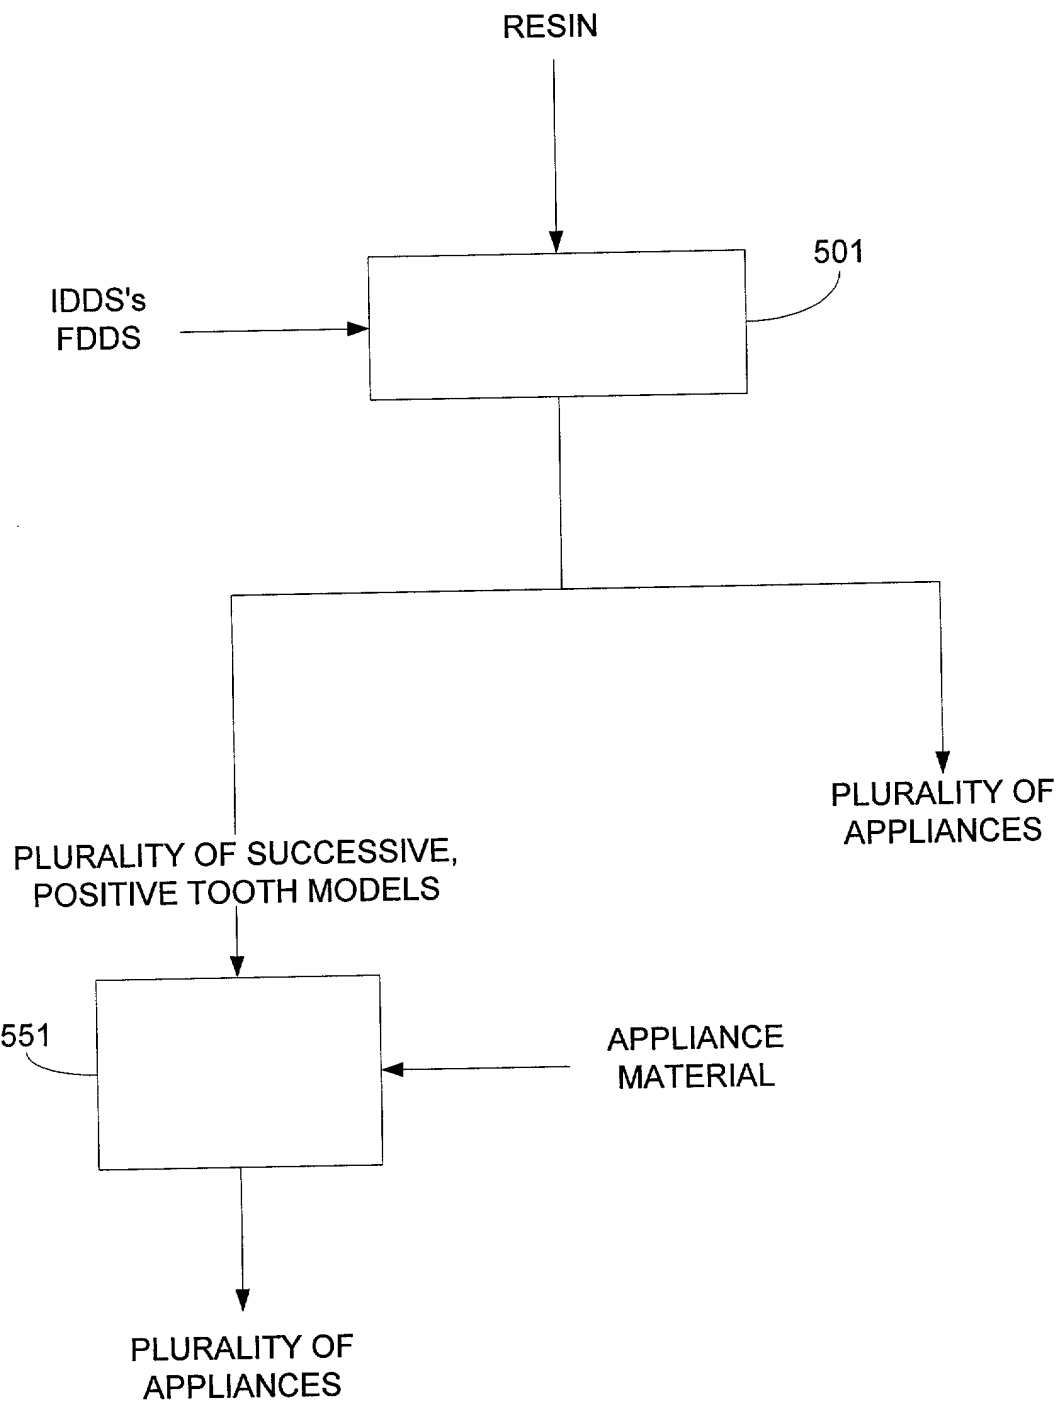 RESIN
501
IDDS's
FDDS
PLURALITY OF
APPLIANCES
PLURALITY OF SUCCESSIVE,
POSITIVE TOOTH MODELS
551
APPLIANCE
MATERIAL
PLURALITY OF
APPLIANCES